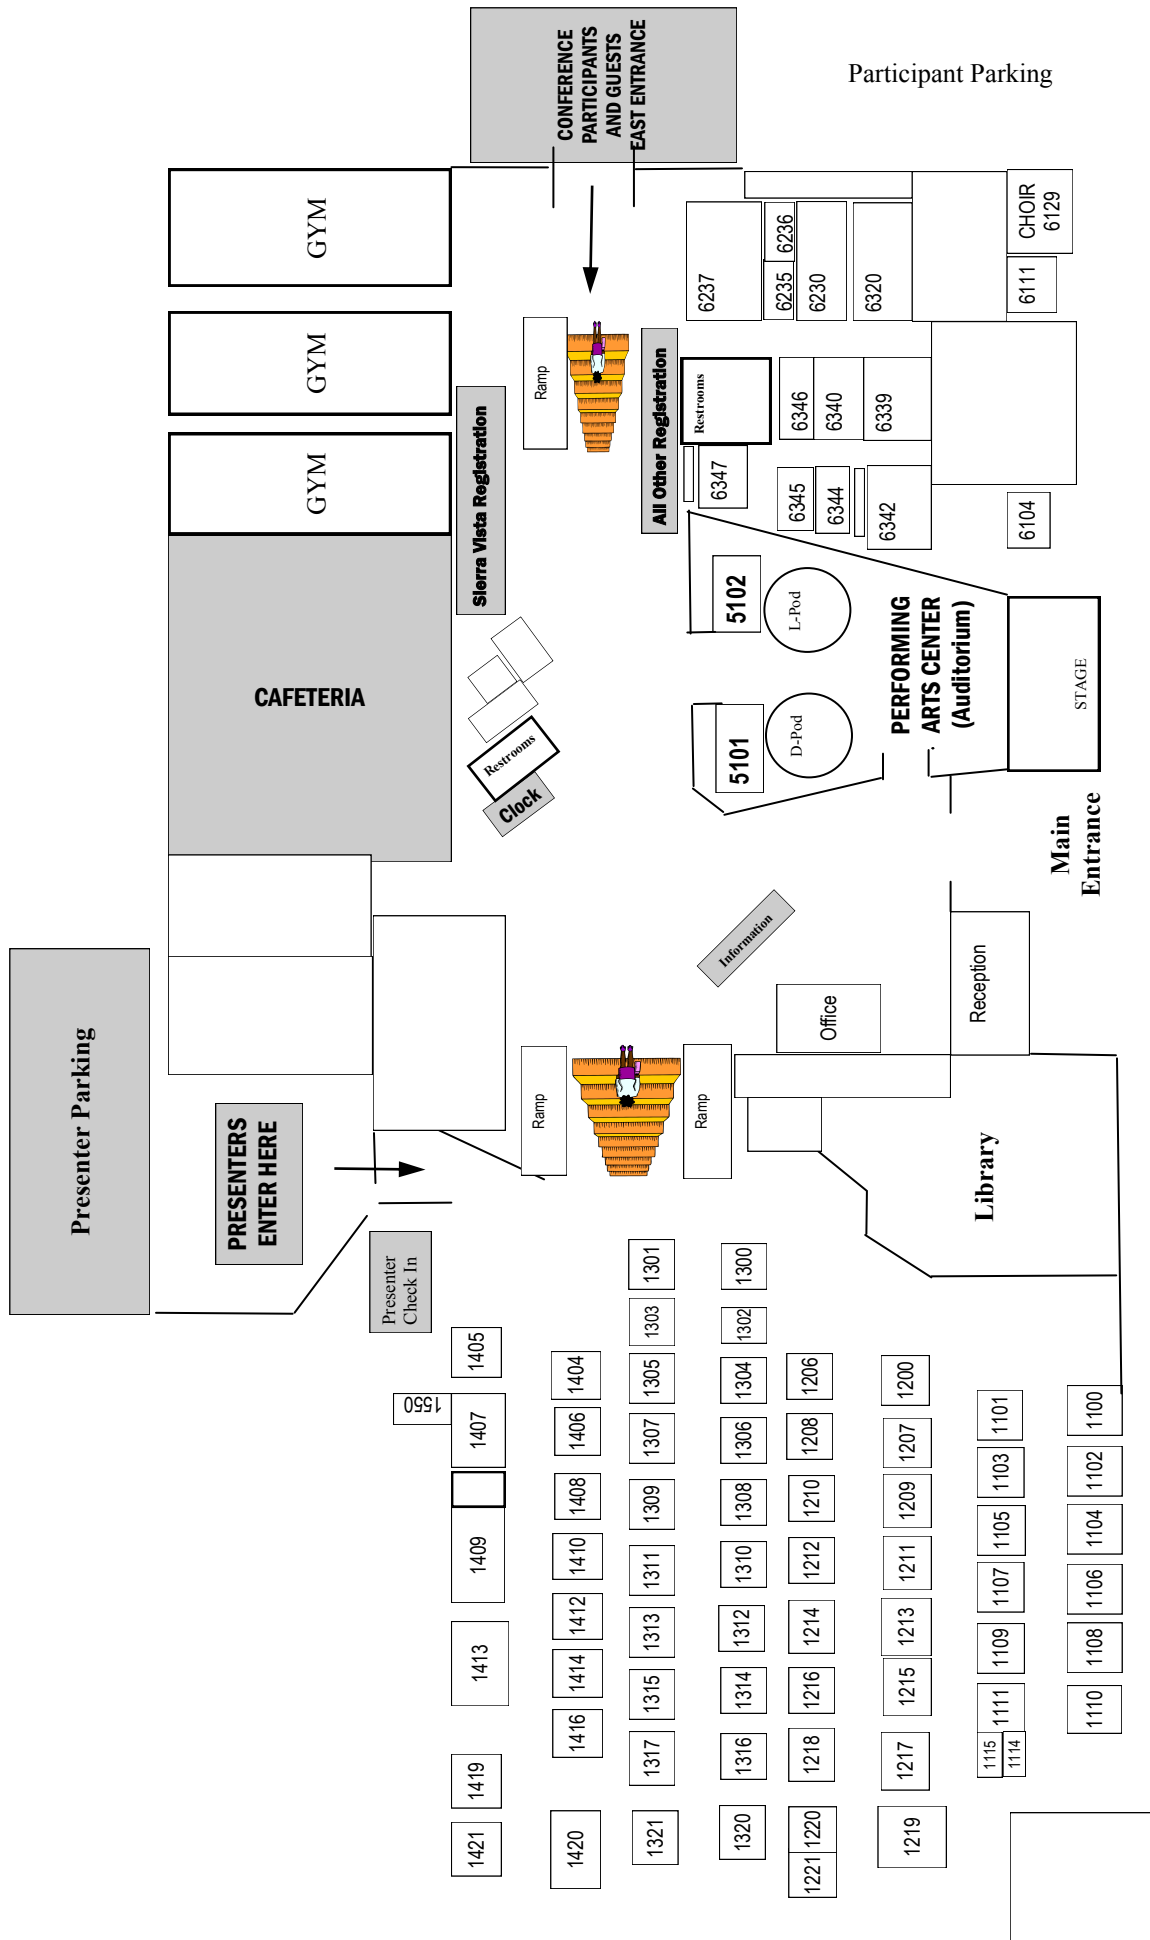 CONFERENCE
PARTICIPANTS
AND GUESTS
EAST ENTRANCE
Participant Parking
GYM
GYM
GYM
CAFETERIA
Ramp
Sierra Vista Registration
All Other Registration
Restrooms
6237
6236
6235
6230
6320
CHOIR
6129
6111
6346
6340
6339
6347
6345
6344
6342
6104
5102
L-Pod
5101
D-Pod
PERFORMING
ARTS CENTER
(Auditorium)
STAGE
Restrooms
Clock
Main
Entrance
Information
Office
Reception
Library
Presenter Parking
PRESENTERS
ENTER HERE
Presenter
Check In
Ramp
Ramp
1301
1300
1303
1302
1405
1404
1305
1304
1206
1200
1101
1100
1550
1407
1406
1307
1306
1208
1207
1103
1102
1408
1309
1308
1210
1209
1105
1104
1409
1410
1311
1310
1212
1211
1107
1106
1413
1412
1313
1312
1214
1213
1109
1108
1414
1315
1314
1216
1215
1111
1110
1416
1317
1316
1218
1217
1115
1114
1419
1421
1420
1321
1320
1220
1221
1219